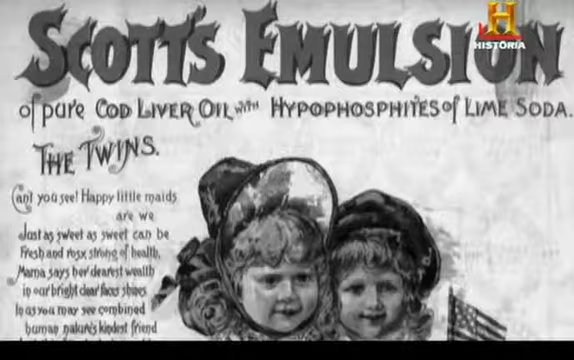 SCOTT'S EMULSION
H
HISTORIA
of pure COD LIVER OIL with HYPOPHOSPHITES of LIME SODA.
THE TWINS.
Can't you see! Happy little maids
are we
Just as sweet as sweet can be
Fresh and rosy, strong of health,
Mama says her dearest wealth
in our bright clear faces shines
In as you may see combined
human nature's kindest friend